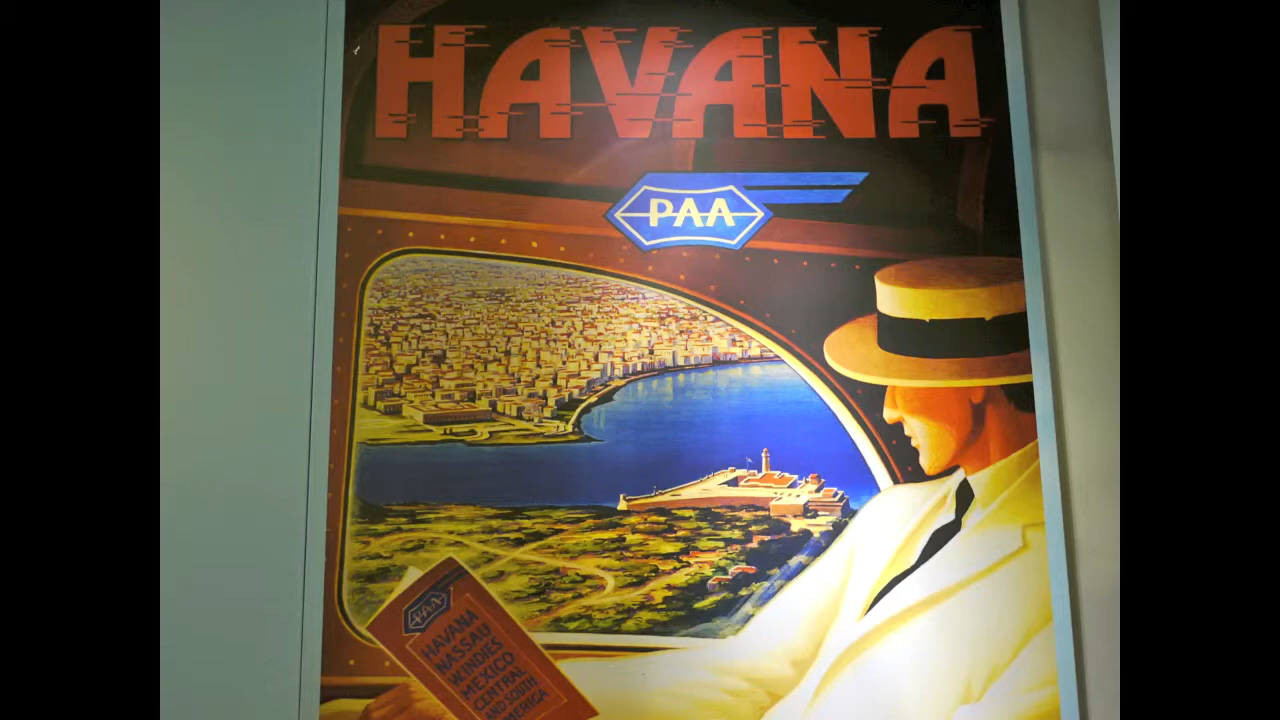 HAVANA
PAA
PAA
HAVANA
NASSAU
W.INDIES
MEXICO
CENTRAL
AND SOUTH
AMERICA